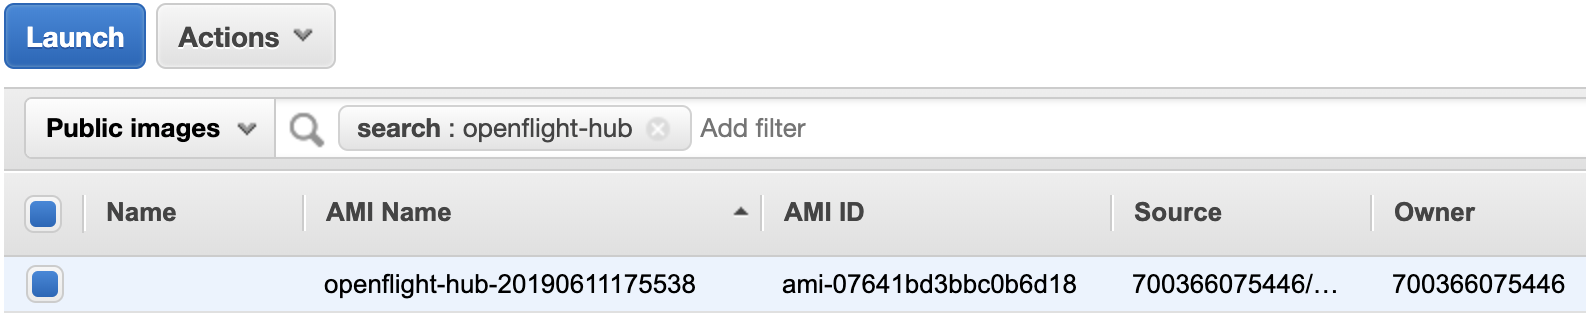 Launch Actions
Public images search : openflight-hub Add filter
Name AMI Name AMI ID Source Owner
openflight-hub-20190611175538 ami-07641bd3bbc0b6d18 700366075446/... 700366075446